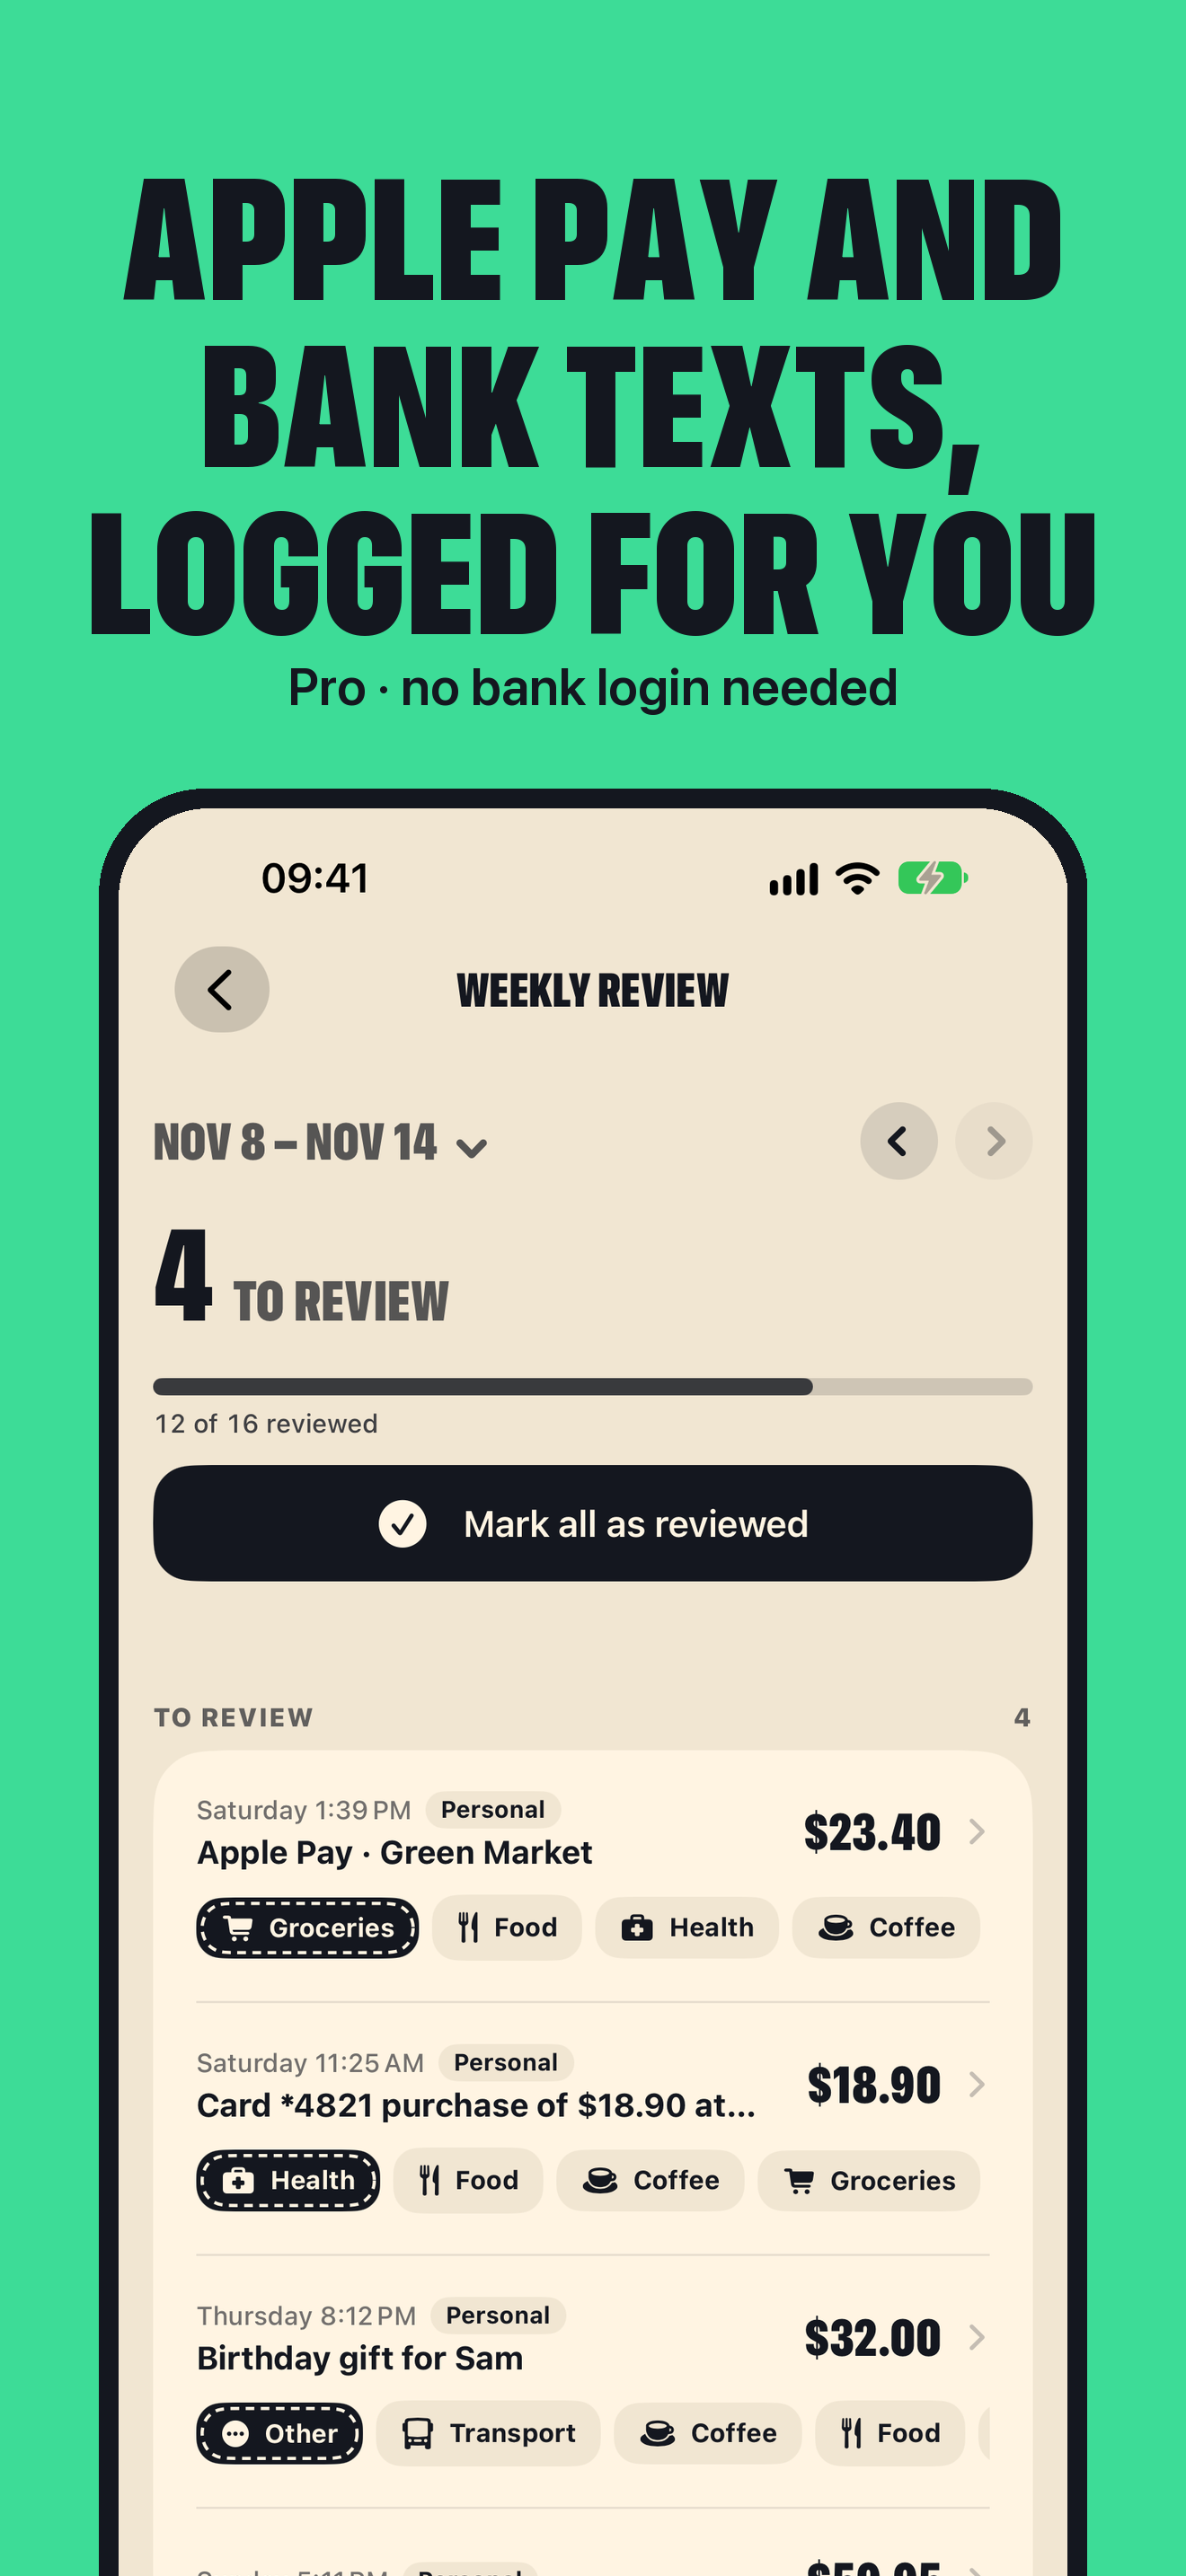 APPLE PAY AND
BANK TEXTS,
LOGGED FOR YOU
Pro · no bank login needed
09:41
WEEKLY REVIEW
NOV 8 – NOV 14
4 TO REVIEW
12 of 16 reviewed
Mark all as reviewed
TO REVIEW 4
Saturday 1:39 PM Personal
Apple Pay · Green Market $23.40
Groceries Food Health Coffee
Saturday 11:25 AM Personal
Card *4821 purchase of $18.90 at... $18.90
Health Food Coffee Groceries
Thursday 8:12 PM Personal
Birthday gift for Sam $32.00
Other Transport Coffee Food